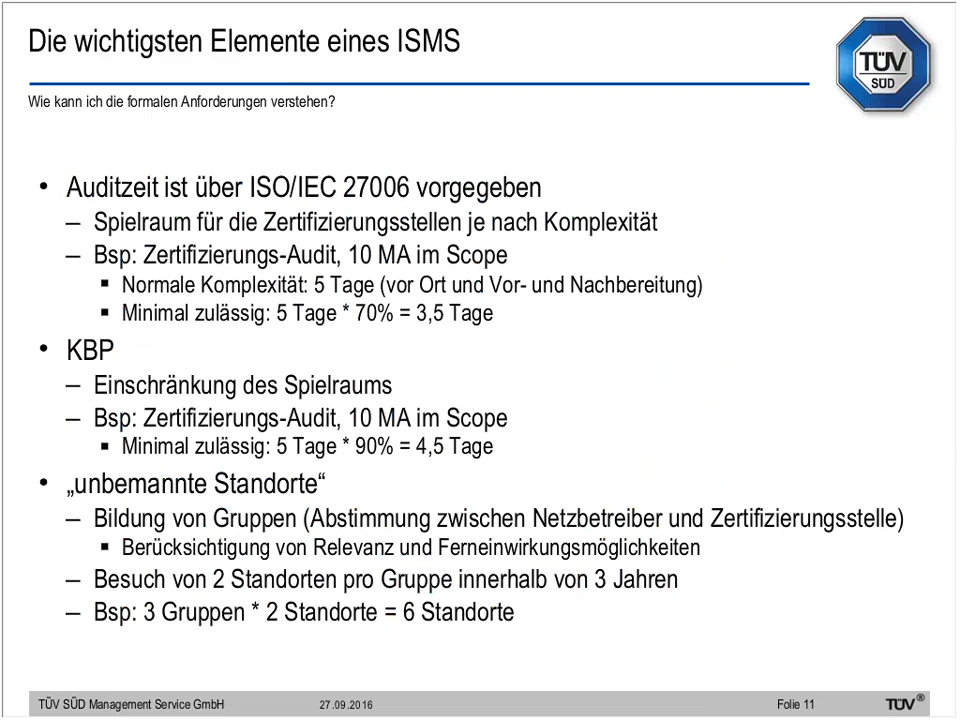 Die wichtigsten Elemente eines ISMS
TÜV
SÜD
Wie kann ich die formalen Anforderungen verstehen?
• Auditzeit ist über ISO/IEC 27006 vorgegeben
– Spielraum für die Zertifizierungsstellen je nach Komplexität
– Bsp: Zertifizierungs-Audit, 10 MA im Scope
▪ Normale Komplexität: 5 Tage (vor Ort und Vor- und Nachbereitung)
▪ Minimal zulässig: 5 Tage * 70% = 3,5 Tage
• KBP
– Einschränkung des Spielraums
– Bsp: Zertifizierungs-Audit, 10 MA im Scope
▪ Minimal zulässig: 5 Tage * 90% = 4,5 Tage
• „unbemannte Standorte“
– Bildung von Gruppen (Abstimmung zwischen Netzbetreiber und Zertifizierungsstelle)
▪ Berücksichtigung von Relevanz und Ferneinwirkungsmöglichkeiten
– Besuch von 2 Standorten pro Gruppe innerhalb von 3 Jahren
– Bsp: 3 Gruppen * 2 Standorte = 6 Standorte
TÜV SÜD Management Service GmbH 27.09.2016 Folie 11 TÜV®